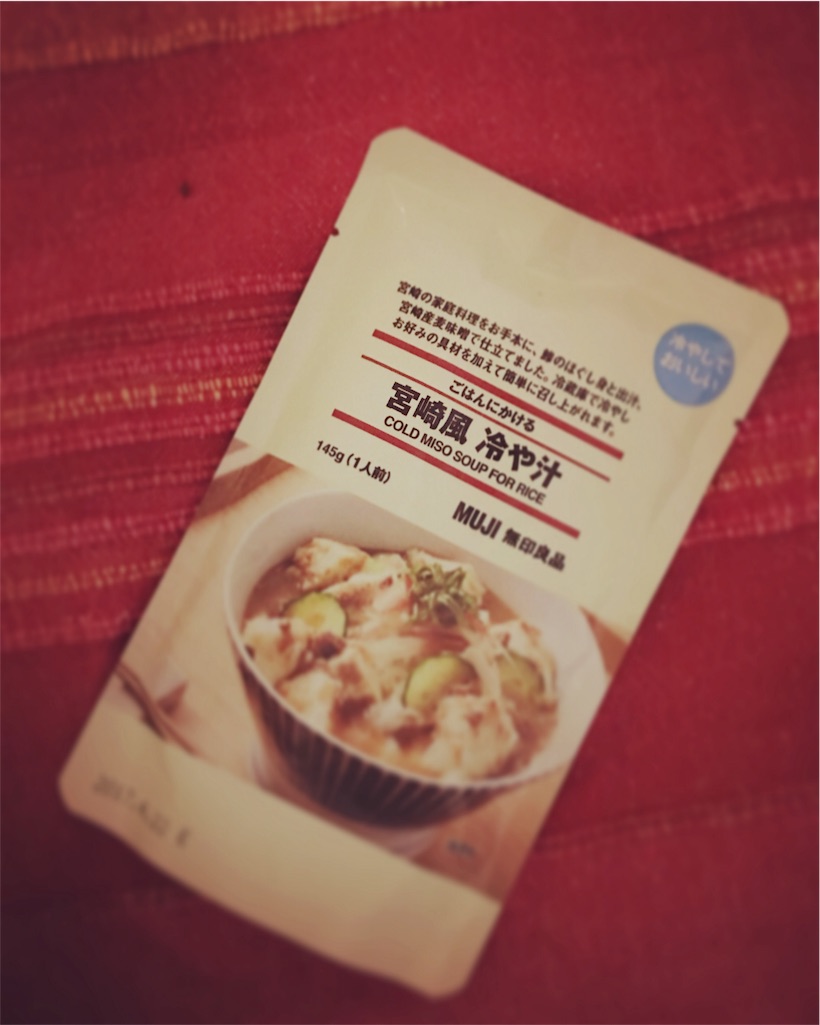 宮崎の家庭料理をお手本に、鯵のほぐし身と出汁、
宮崎産麦味噌で仕立てました。冷蔵庫で冷やし
お好みの具材を加えて簡単に召し上がれます。
冷やして
おいしい
ごはんにかける
宮崎風 冷や汁
COLD MISO SOUP FOR RICE
145g(1人前)
MUJI 無印良品